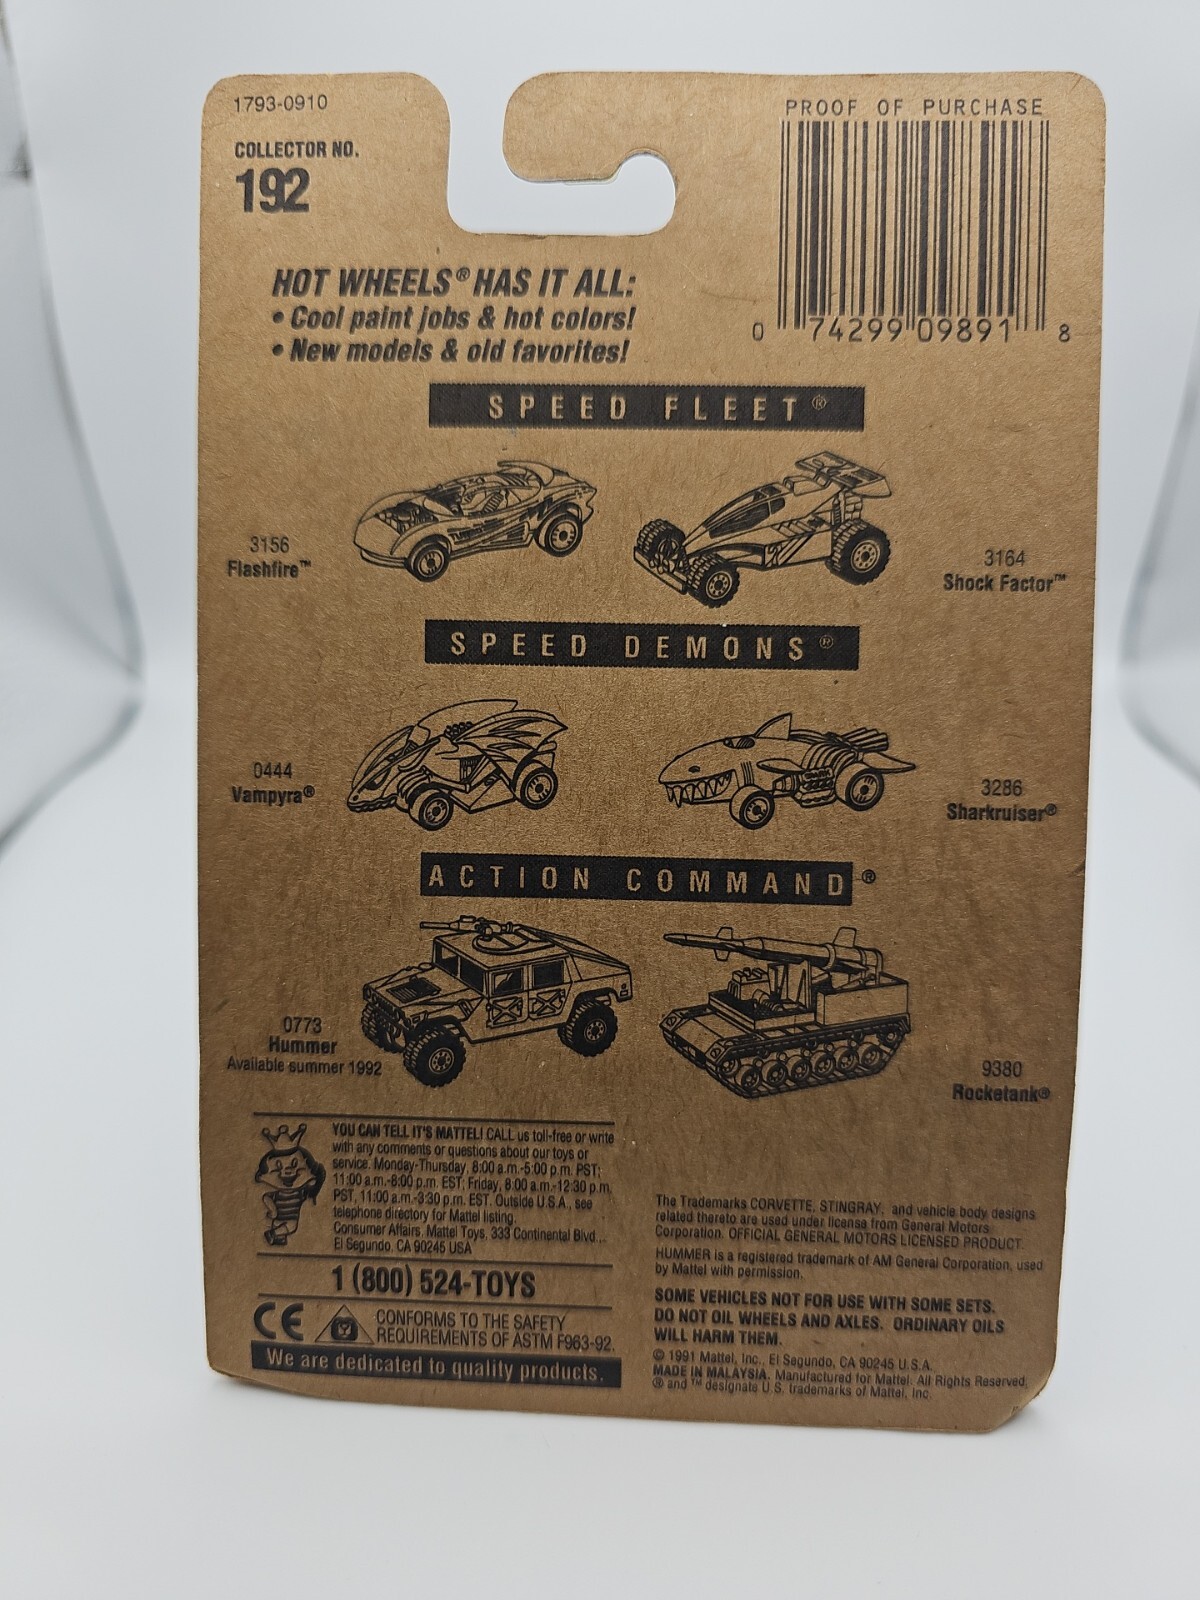 1793-0910
COLLECTOR NO.
192
PROOF OF PURCHASE
0 74299 09891 8
HOT WHEELS® HAS IT ALL:
• Cool paint jobs & hot colors!
• New models & old favorites!
SPEED FLEET®
3156
Flashfire™
3164
Shock Factor™
SPEED DEMONS®
0444
Vampyra®
3286
Sharkruiser®
ACTION COMMAND®
0773
Hummer
Available summer 1992
9380
Rocketank®
YOU CAN TELL IT'S MATTEL! CALL us toll-free or write
with any comments or questions about our toys or
service. Monday-Thursday, 8:00 a.m.-5:00 p.m. PST;
11:00 a.m.-8:00 p.m. EST; Friday, 8:00 a.m.-12:30 p.m.
PST, 11:00 a.m.-3:30 p.m. EST. Outside U.S.A., see
telephone directory for Mattel listing.
Consumer Affairs, Mattel Toys, 333 Continental Blvd.,
El Segundo, CA 90245 USA
1 (800) 524-TOYS
CE
CONFORMS TO THE SAFETY
REQUIREMENTS OF ASTM F963-92.
We are dedicated to quality products.
The Trademarks CORVETTE, STINGRAY, and vehicle body designs
related thereto are used under license from General Motors
Corporation. OFFICIAL GENERAL MOTORS LICENSED PRODUCT.
HUMMER is a registered trademark of AM General Corporation, used
by Mattel with permission.
SOME VEHICLES NOT FOR USE WITH SOME SETS.
DO NOT OIL WHEELS AND AXLES. ORDINARY OILS
WILL HARM THEM.
© 1991 Mattel, Inc., El Segundo, CA 90245 U.S.A.
MADE IN MALAYSIA. Manufactured for Mattel. All Rights Reserved.
® and ™ designate U.S. trademarks of Mattel, Inc.